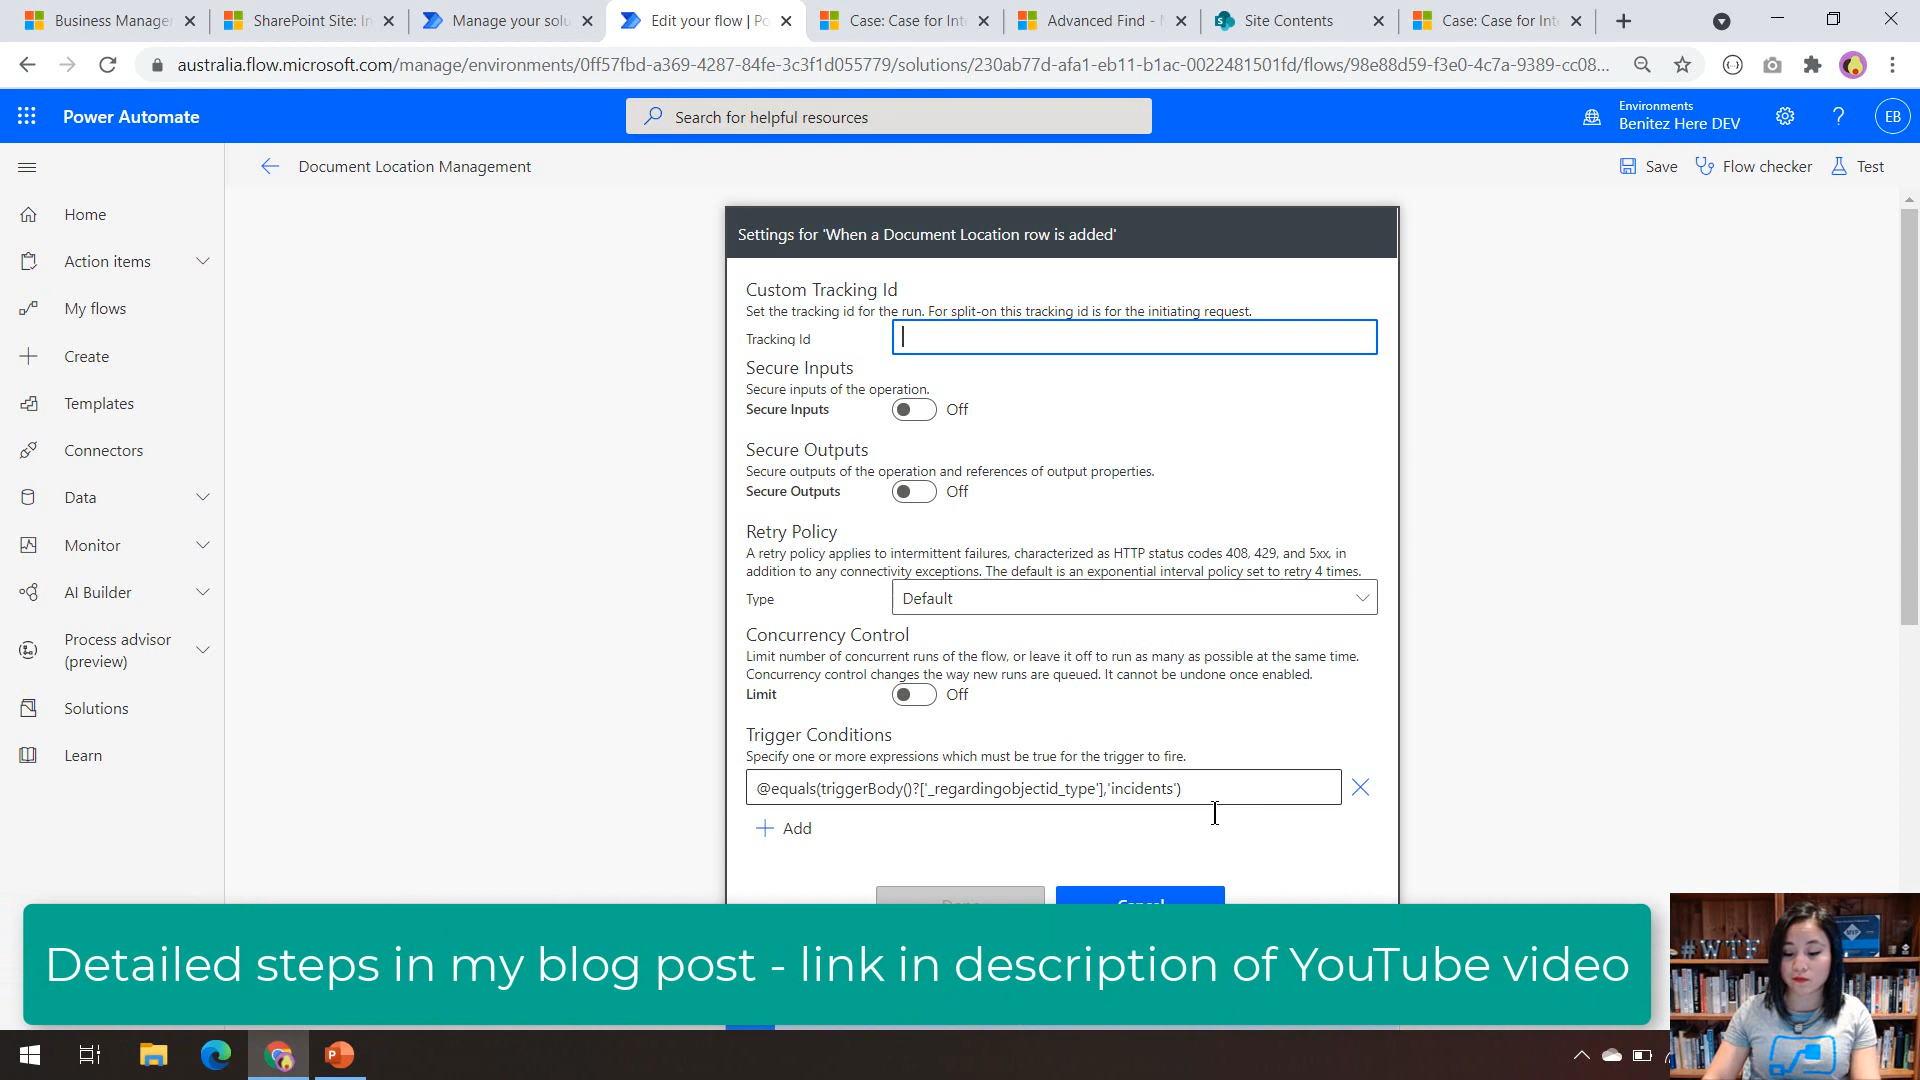 Business Manager
SharePoint Site: In
Manage your solu
Edit your flow | Po
Case: Case for Inte
Advanced Find - M
Site Contents
Case: Case for Inte
australia.flow.microsoft.com/manage/environments/0ff57fbd-a369-4287-84fe-3c3f1d055779/solutions/230ab77d-afa1-eb11-b1ac-0022481501fd/flows/98e88d59-f3e0-4c7a-9389-cc08...
Power Automate
Search for helpful resources
Environments
Benitez Here DEV
EB
Document Location Management
Save
Flow checker
Test
Home
Action items
My flows
Create
Templates
Connectors
Data
Monitor
AI Builder
Process advisor
(preview)
Solutions
Learn
Settings for 'When a Document Location row is added'
Custom Tracking Id
Set the tracking id for the run. For split-on this tracking id is for the initiating request.
Tracking Id
Secure Inputs
Secure inputs of the operation.
Secure Inputs
Off
Secure Outputs
Secure outputs of the operation and references of output properties.
Secure Outputs
Off
Retry Policy
A retry policy applies to intermittent failures, characterized as HTTP status codes 408, 429, and 5xx, in
addition to any connectivity exceptions. The default is an exponential interval policy set to retry 4 times.
Type
Default
Concurrency Control
Limit number of concurrent runs of the flow, or leave it off to run as many as possible at the same time.
Concurrency control changes the way new runs are queued. It cannot be undone once enabled.
Limit
Off
Trigger Conditions
Specify one or more expressions which must be true for the trigger to fire.
@equals(triggerBody()?['_regardingobjectid_type'],'incidents')
Add
Detailed steps in my blog post - link in description of YouTube video
#WTF